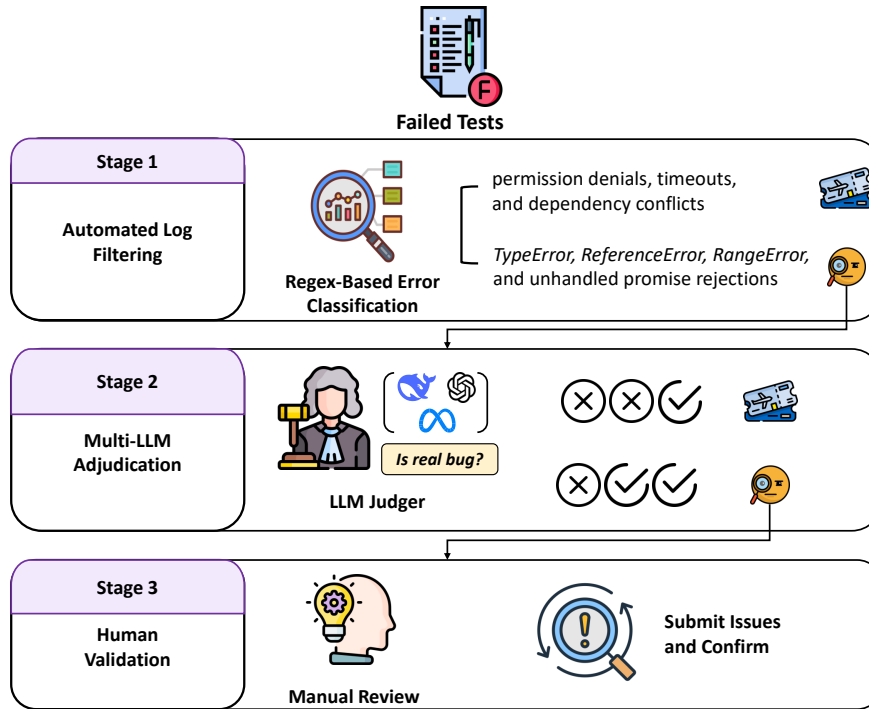 F
Failed Tests
Stage 1
Automated Log
Filtering
Regex-Based Error
Classification
permission denials, timeouts,
and dependency conflicts
TypeError, ReferenceError, RangeError,
and unhandled promise rejections
Stage 2
Multi-LLM
Adjudication
Is real bug?
LLM Judger
Stage 3
Human
Validation
Manual Review
Submit Issues
and Confirm